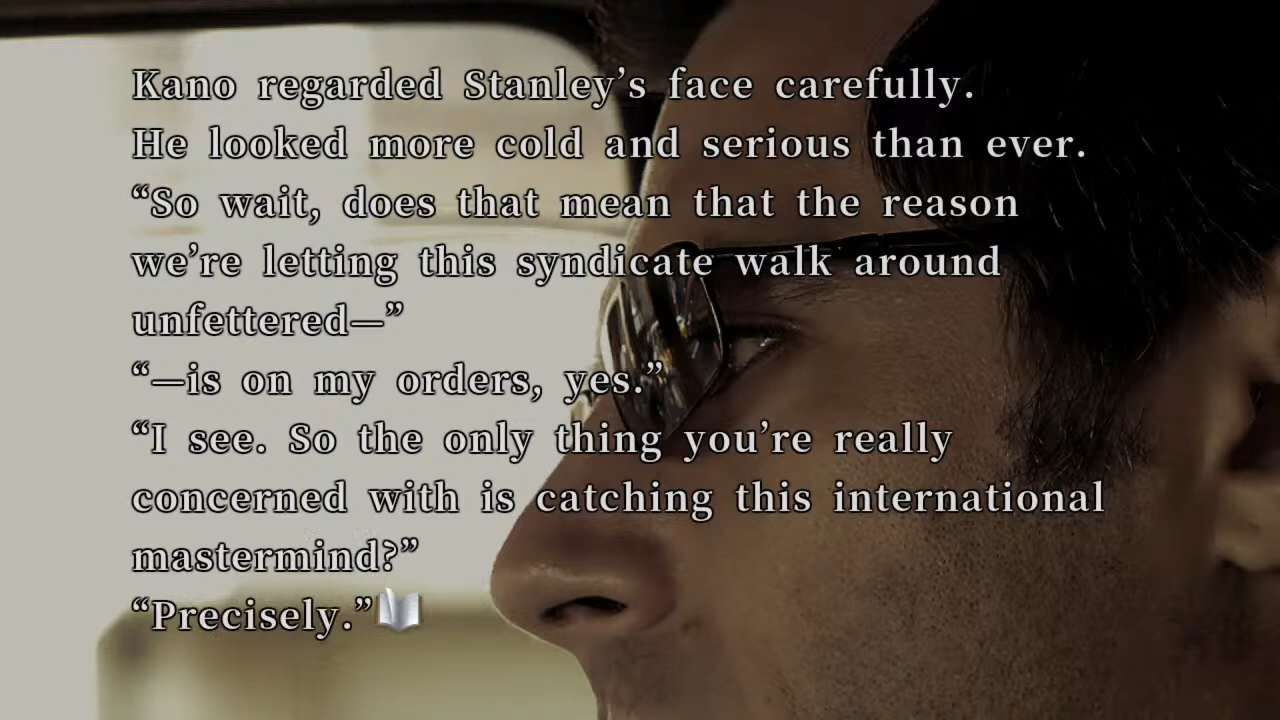 Kano regarded Stanley’s face carefully.
He looked more cold and serious than ever.
“So wait, does that mean that the reason
we’re letting this syndicate walk around
unfettered—”
“—is on my orders, yes.”
“I see. So the only thing you’re really
concerned with is catching this international
mastermind?”
“Precisely.”